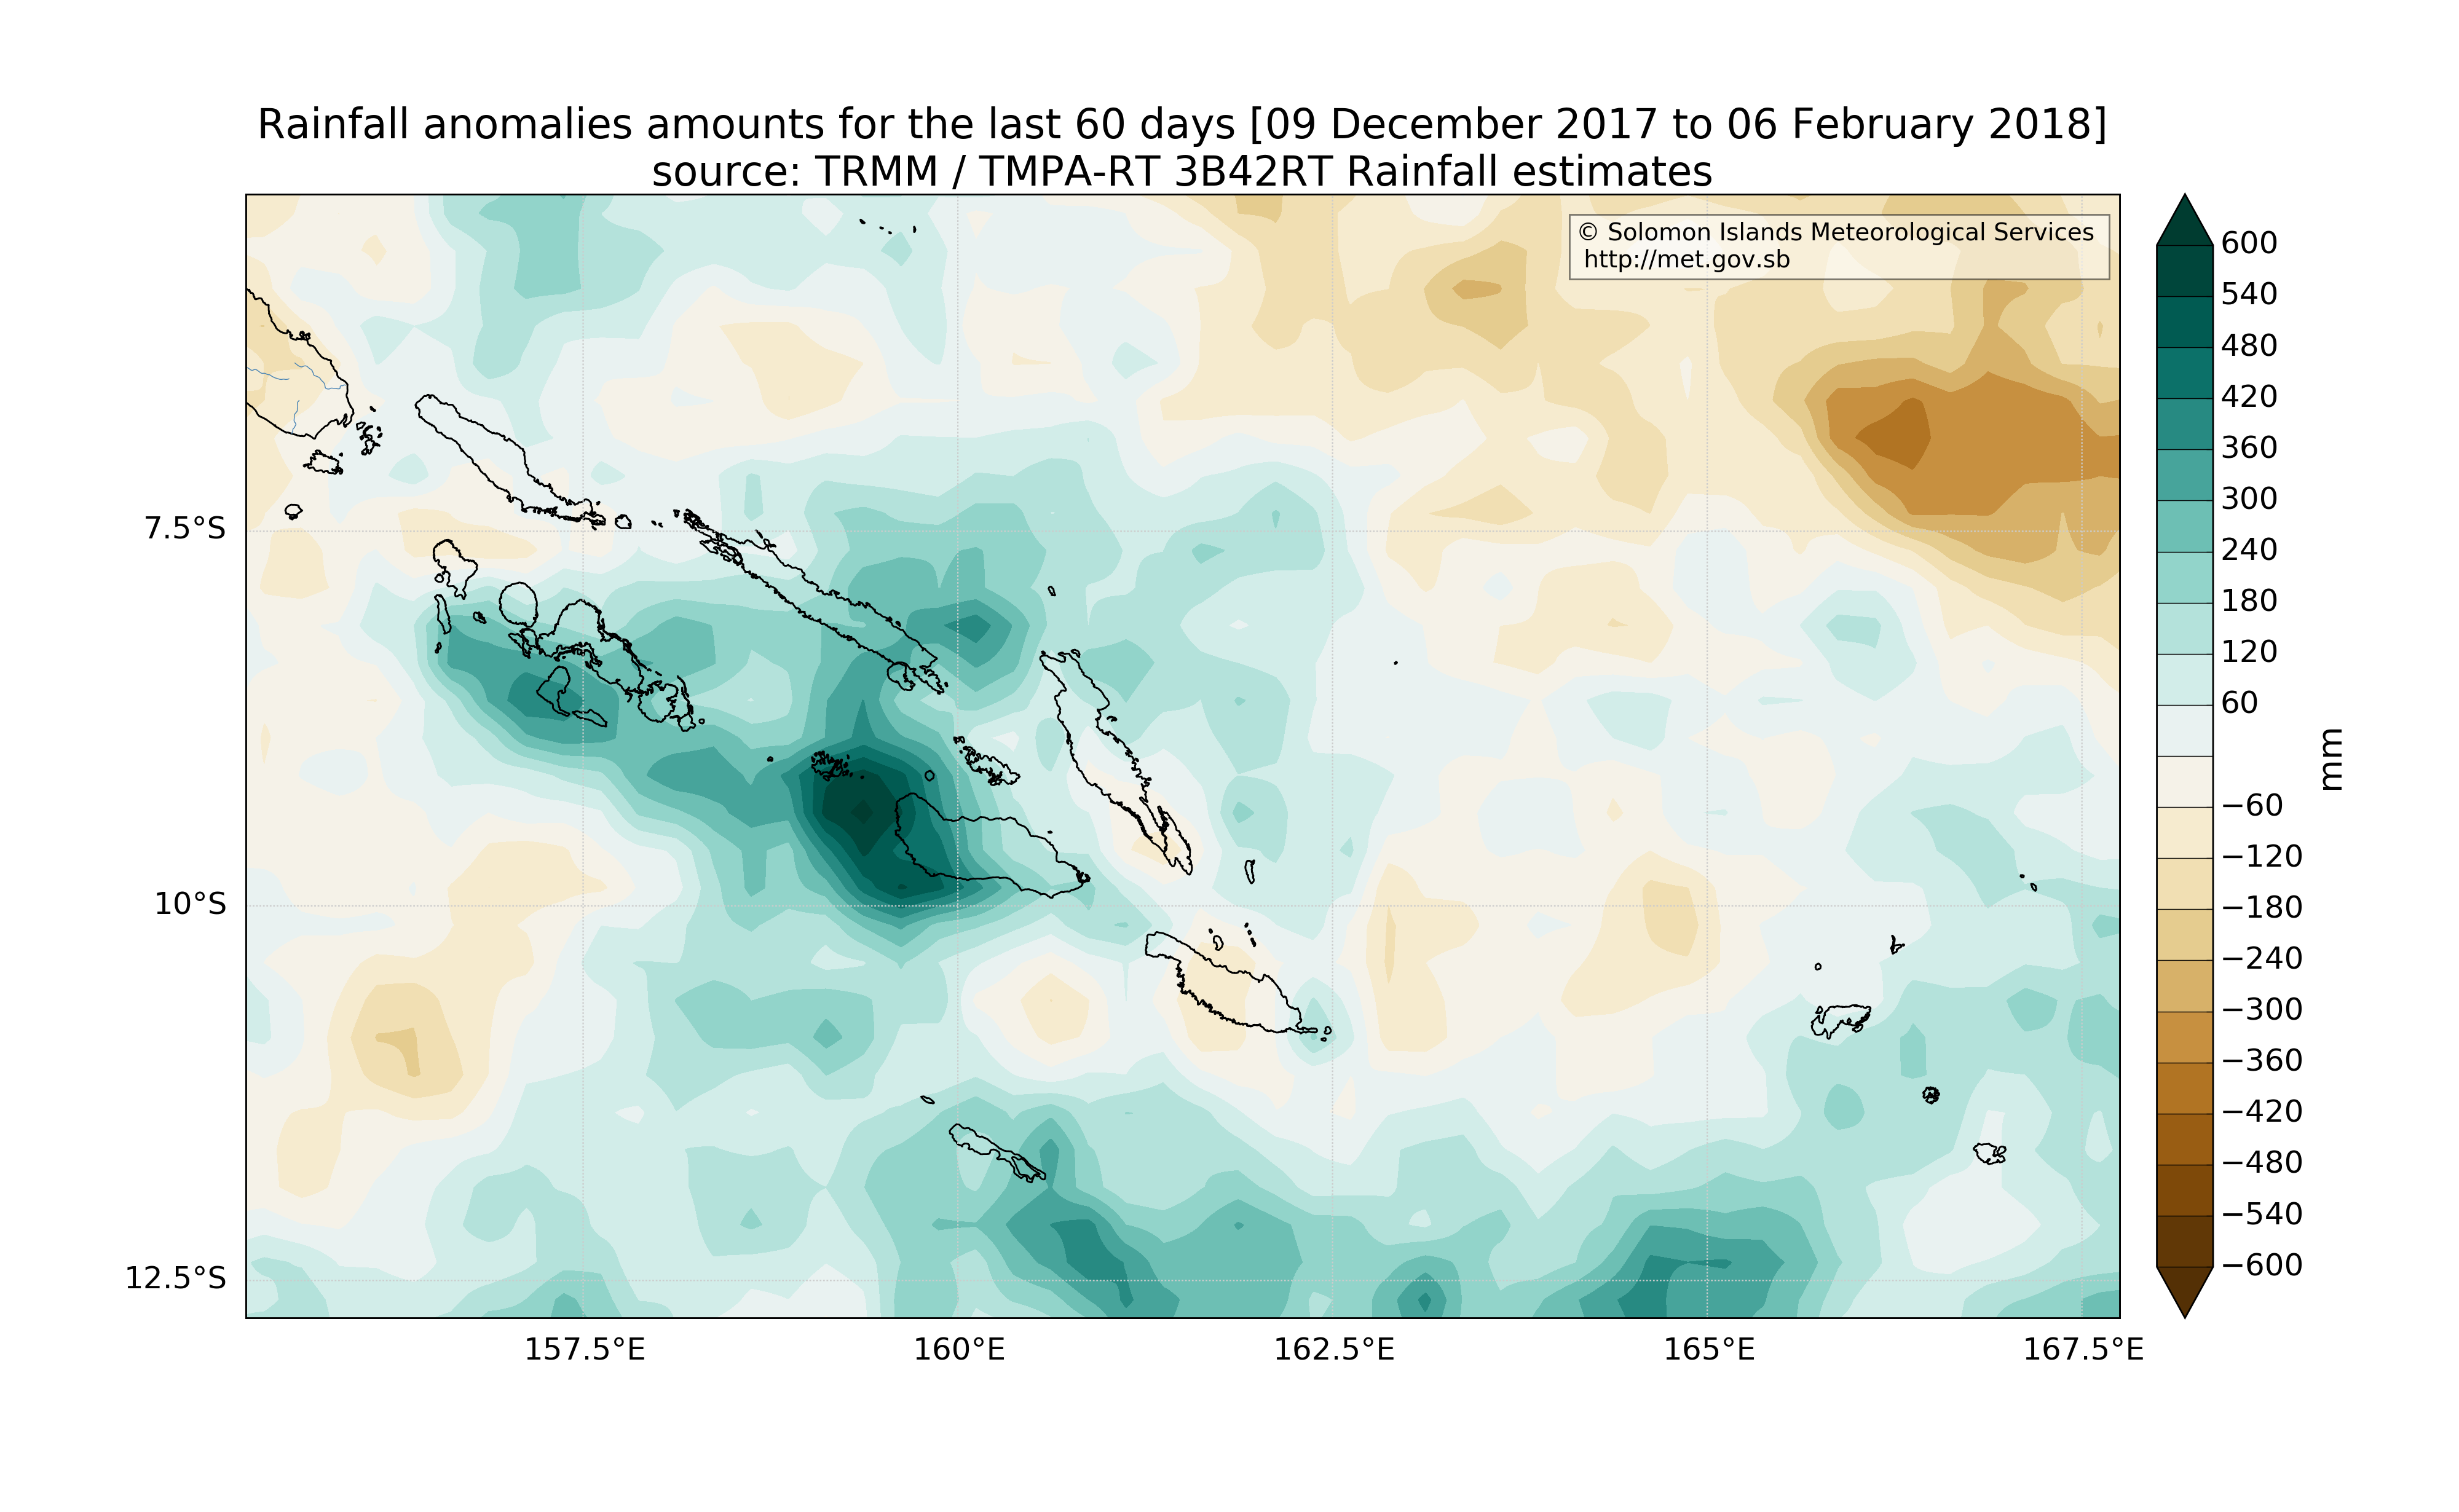 Rainfall anomalies amounts for the last 60 days [09 December 2017 to 06 February 2018]
source: TRMM / TMPA-RT 3B42RT Rainfall estimates
© Solomon Islands Meteorological Services
http://met.gov.sb
7.5°S
10°S
12.5°S
157.5°E
160°E
162.5°E
165°E
167.5°E
600
540
480
420
360
300
240
180
120
60
−60
−120
−180
−240
−300
−360
−420
−480
−540
−600
mm